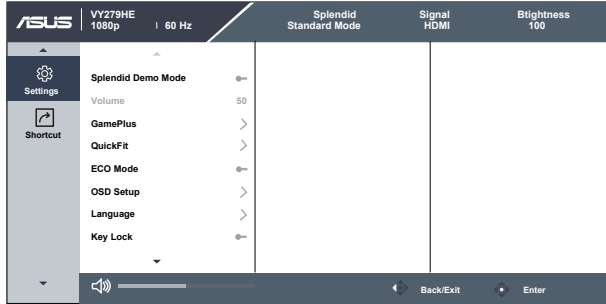 ASUS
VY279HE
1080p | 60 Hz
Splendid
Standard Mode
Signal
HDMI
Btightness
100
Settings
Shortcut
Splendid Demo Mode
Volume 50
GamePlus
QuickFit
ECO Mode
OSD Setup
Language
Key Lock
Back/Exit
Enter